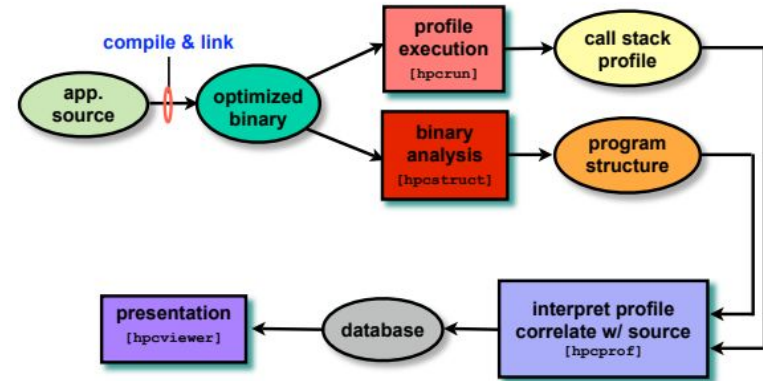 compile & link
app.
source
optimized
binary
profile
execution
[hpcrun]
call stack
profile
binary
analysis
[hpcstruct]
program
structure
presentation
[hpcviewer]
database
interpret profile
correlate w/ source
[hpcprof]